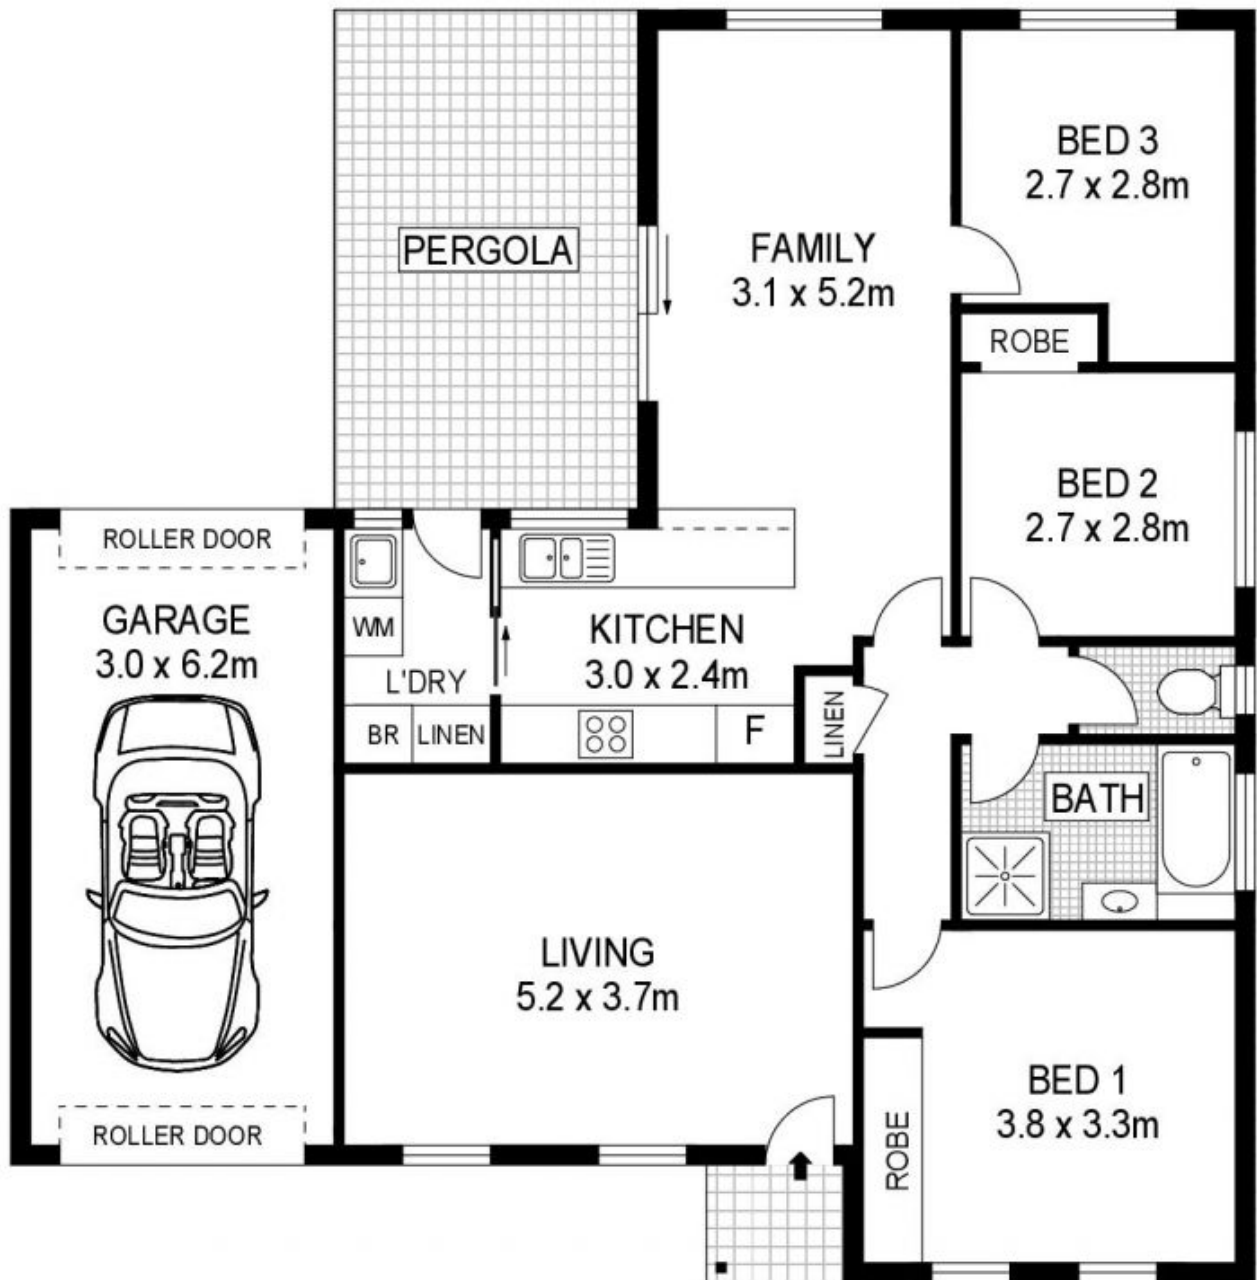 PERGOLA
FAMILY
3.1 x 5.2m
BED 3
2.7 x 2.8m
ROBE
BED 2
2.7 x 2.8m
ROLLER DOOR
GARAGE
3.0 x 6.2m
WM
L'DRY
BR
LINEN
KITCHEN
3.0 x 2.4m
F
LINEN
BATH
LIVING
5.2 x 3.7m
BED 1
3.8 x 3.3m
ROBE
ROLLER DOOR